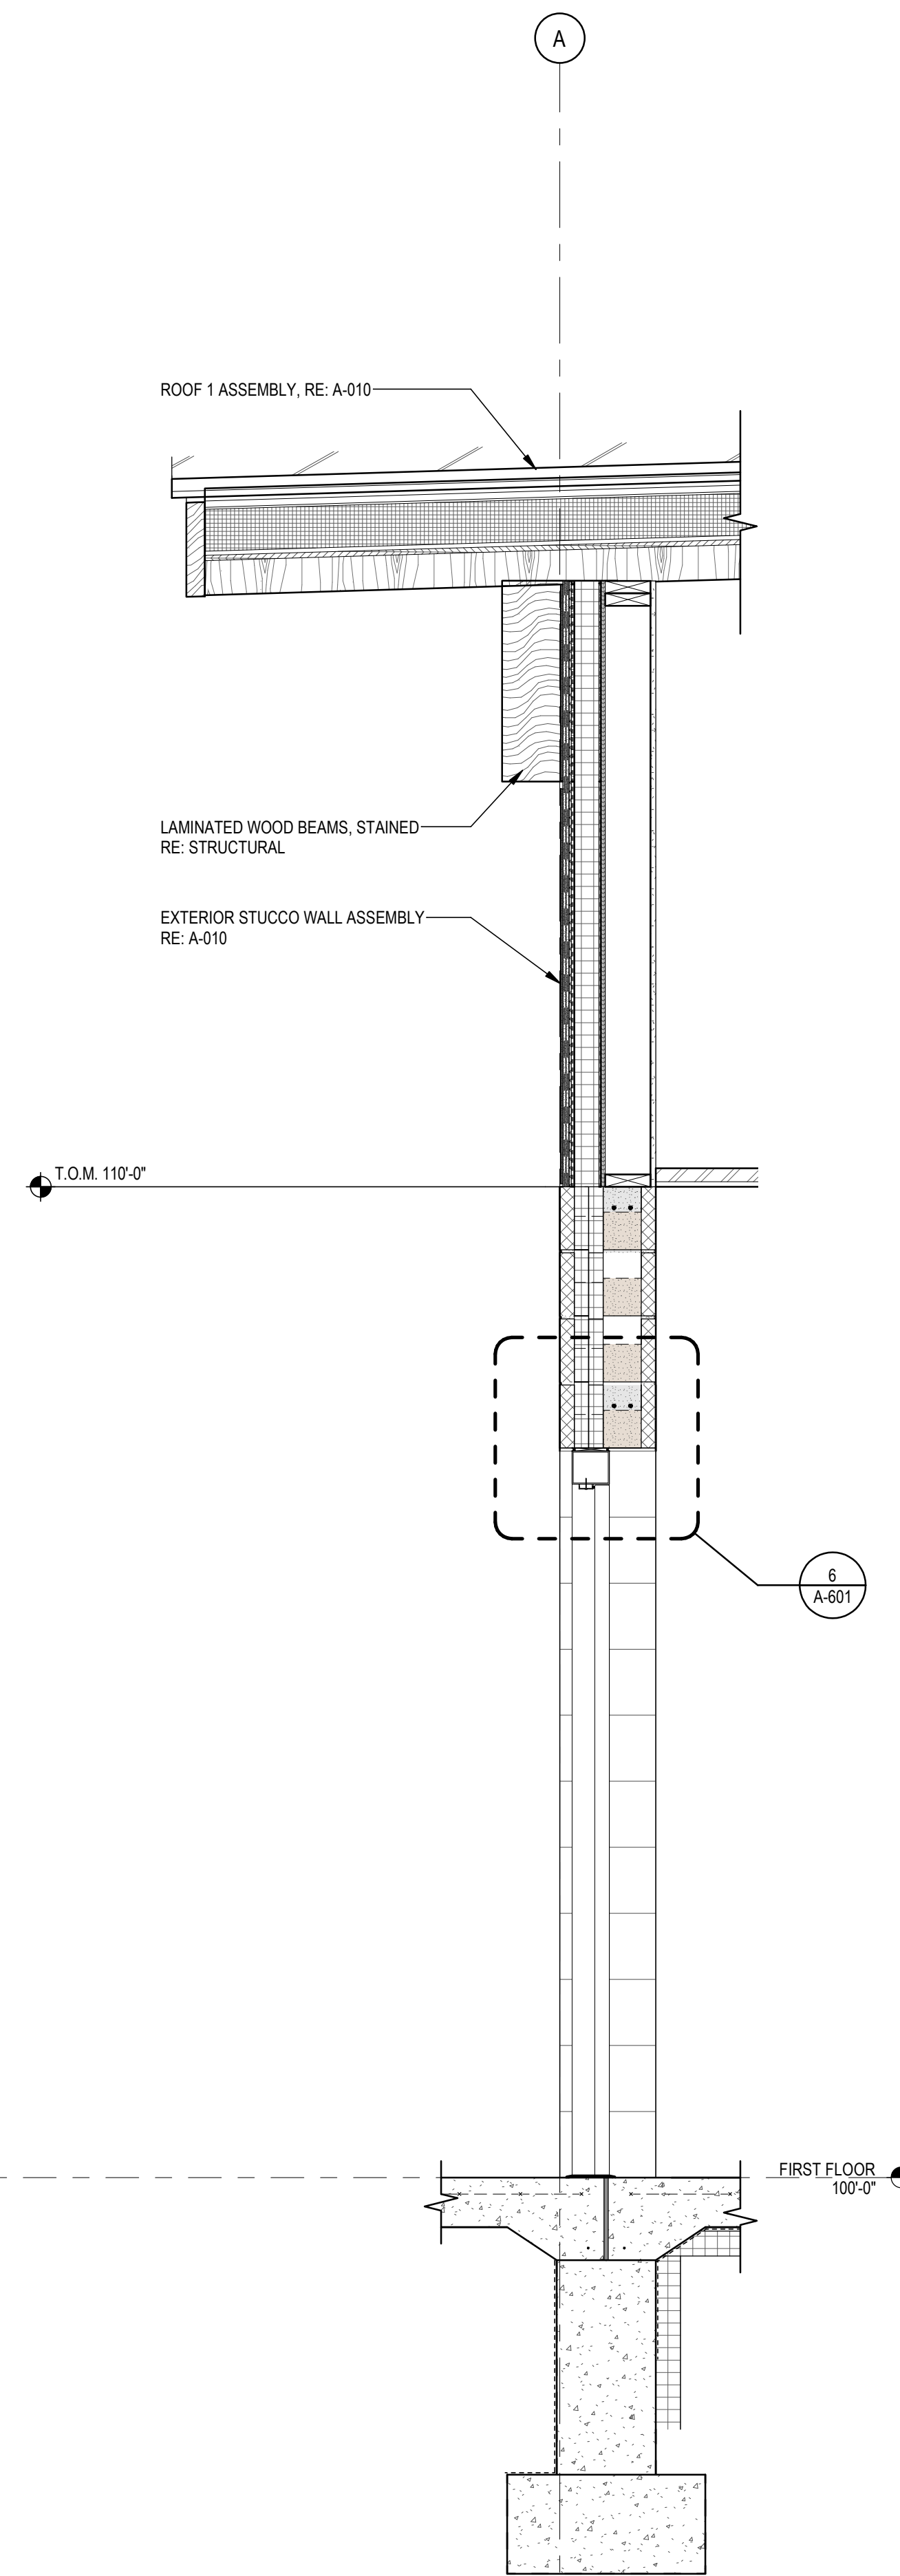 A
ROOF 1 ASSEMBLY, RE: A-010
LAMINATED WOOD BEAMS, STAINED
RE: STRUCTURAL
EXTERIOR STUCCO WALL ASSEMBLY
RE: A-010
T.O.M. 110'-0"
6
A-601
FIRST FLOOR
100'-0"